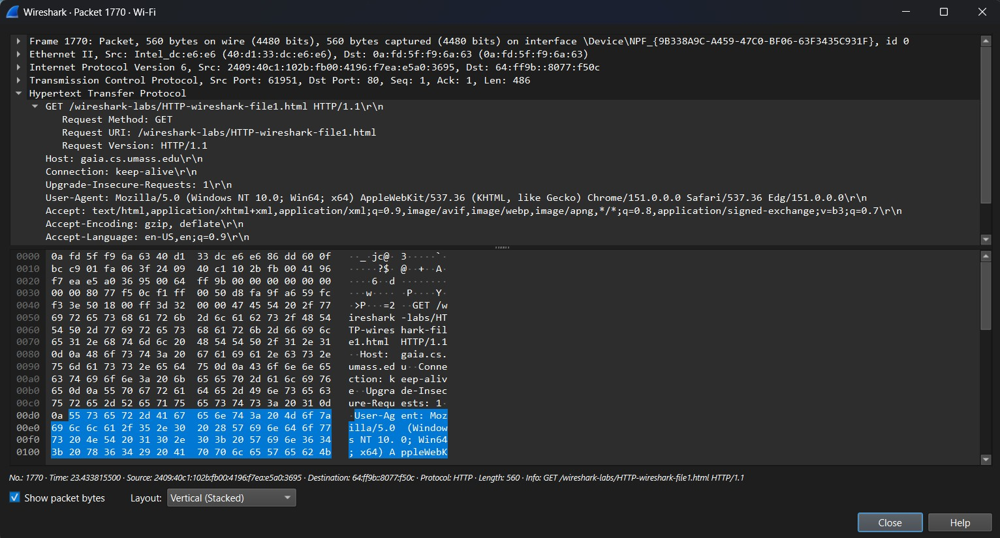 Wireshark · Packet 1770 · Wi-Fi
Frame 1770: Packet, 560 bytes on wire (4480 bits), 560 bytes captured (4480 bits) on interface \Device\NPF_{9B338A9C-A459-47C0-BF06-63F3435C931F}, id 0
Ethernet II, Src: Intel_dc:e6:e6 (40:d1:33:dc:e6:e6), Dst: 0a:fd:5f:f9:6a:63 (0a:fd:5f:f9:6a:63)
Internet Protocol Version 6, Src: 2409:40c1:102b:fb00:4196:f7ea:e5a0:3695, Dst: 64:ff9b::8077:f50c
Transmission Control Protocol, Src Port: 61951, Dst Port: 80, Seq: 1, Ack: 1, Len: 486
Hypertext Transfer Protocol
GET /wireshark-labs/HTTP-wireshark-file1.html HTTP/1.1\r\n
Request Method: GET
Request URI: /wireshark-labs/HTTP-wireshark-file1.html
Request Version: HTTP/1.1
Host: gaia.cs.umass.edu\r\n
Connection: keep-alive\r\n
Upgrade-Insecure-Requests: 1\r\n
User-Agent: Mozilla/5.0 (Windows NT 10.0; Win64; x64) AppleWebKit/537.36 (KHTML, like Gecko) Chrome/151.0.0.0 Safari/537.36 Edg/151.0.0.0\r\n
Accept: text/html,application/xhtml+xml,application/xml;q=0.9,image/avif,image/webp,image/apng,*/*;q=0.8,application/signed-exchange;v=b3;q=0.7\r\n
Accept-Encoding: gzip, deflate\r\n
Accept-Language: en-US,en;q=0.9\r\n
0000 0a fd 5f f9 6a 63 40 d1 33 dc e6 e6 86 dd 60 0f ··_·jc@· 3·····`·
0010 bc c9 01 fa 06 3f 24 09 40 c1 10 2b fb 00 41 96 ·····?$· @··+··A·
0020 f7 ea e5 a0 36 95 00 64 ff 9b 00 00 00 00 00 00 ····6··d ········
0030 00 00 80 77 f5 0c f1 ff 00 50 d8 fa 9f a6 59 fc ···w···· ·P····Y·
0040 f3 3e 50 18 00 ff 3d 32 00 00 47 45 54 20 2f 77 ·>P···=2 ··GET /w
0050 69 72 65 73 68 61 72 6b 2d 6c 61 62 73 2f 48 54 ireshark -labs/HT
0060 54 50 2d 77 69 72 65 73 68 61 72 6b 2d 66 69 6c TP-wires hark-fil
0070 65 31 2e 68 74 6d 6c 20 48 54 54 50 2f 31 2e 31 e1.html  HTTP/1.1
0080 0d 0a 48 6f 73 74 3a 20 67 61 69 61 2e 63 73 2e ··Host:  gaia.cs.
0090 75 6d 61 73 73 2e 65 64 75 0d 0a 43 6f 6e 6e 65 umass.ed u··Conne
00a0 63 74 69 6f 6e 3a 20 6b 65 65 70 2d 61 6c 69 76 ction: k eep-aliv
00b0 65 0d 0a 55 70 67 72 61 64 65 2d 49 6e 73 65 63 e··Upgra de-Insec
00c0 75 72 65 2d 52 65 71 75 65 73 74 73 3a 20 31 0d ure-Requ ests: 1·
00d0 0a 55 73 65 72 2d 41 67 65 6e 74 3a 20 4d 6f 7a ·User-Ag ent: Moz
00e0 69 6c 6c 61 2f 35 2e 30 20 28 57 69 6e 64 6f 77 illa/5.0  (Window
00f0 73 20 4e 54 20 31 30 2e 30 3b 20 57 69 6e 36 34 s NT 10. 0; Win64
0100 3b 20 78 36 34 29 20 41 70 70 6c 65 57 65 62 4b ; x64) A ppleWebK
No.: 1770 · Time: 23.433815500 · Source: 2409:40c1:102b:fb00:4196:f7ea:e5a0:3695 · Destination: 64:ff9b::8077:f50c · Protocol: HTTP · Length: 560 · Info: GET /wireshark-labs/HTTP-wireshark-file1.html HTTP/1.1
Show packet bytes Layout: Vertical (Stacked)
Close Help